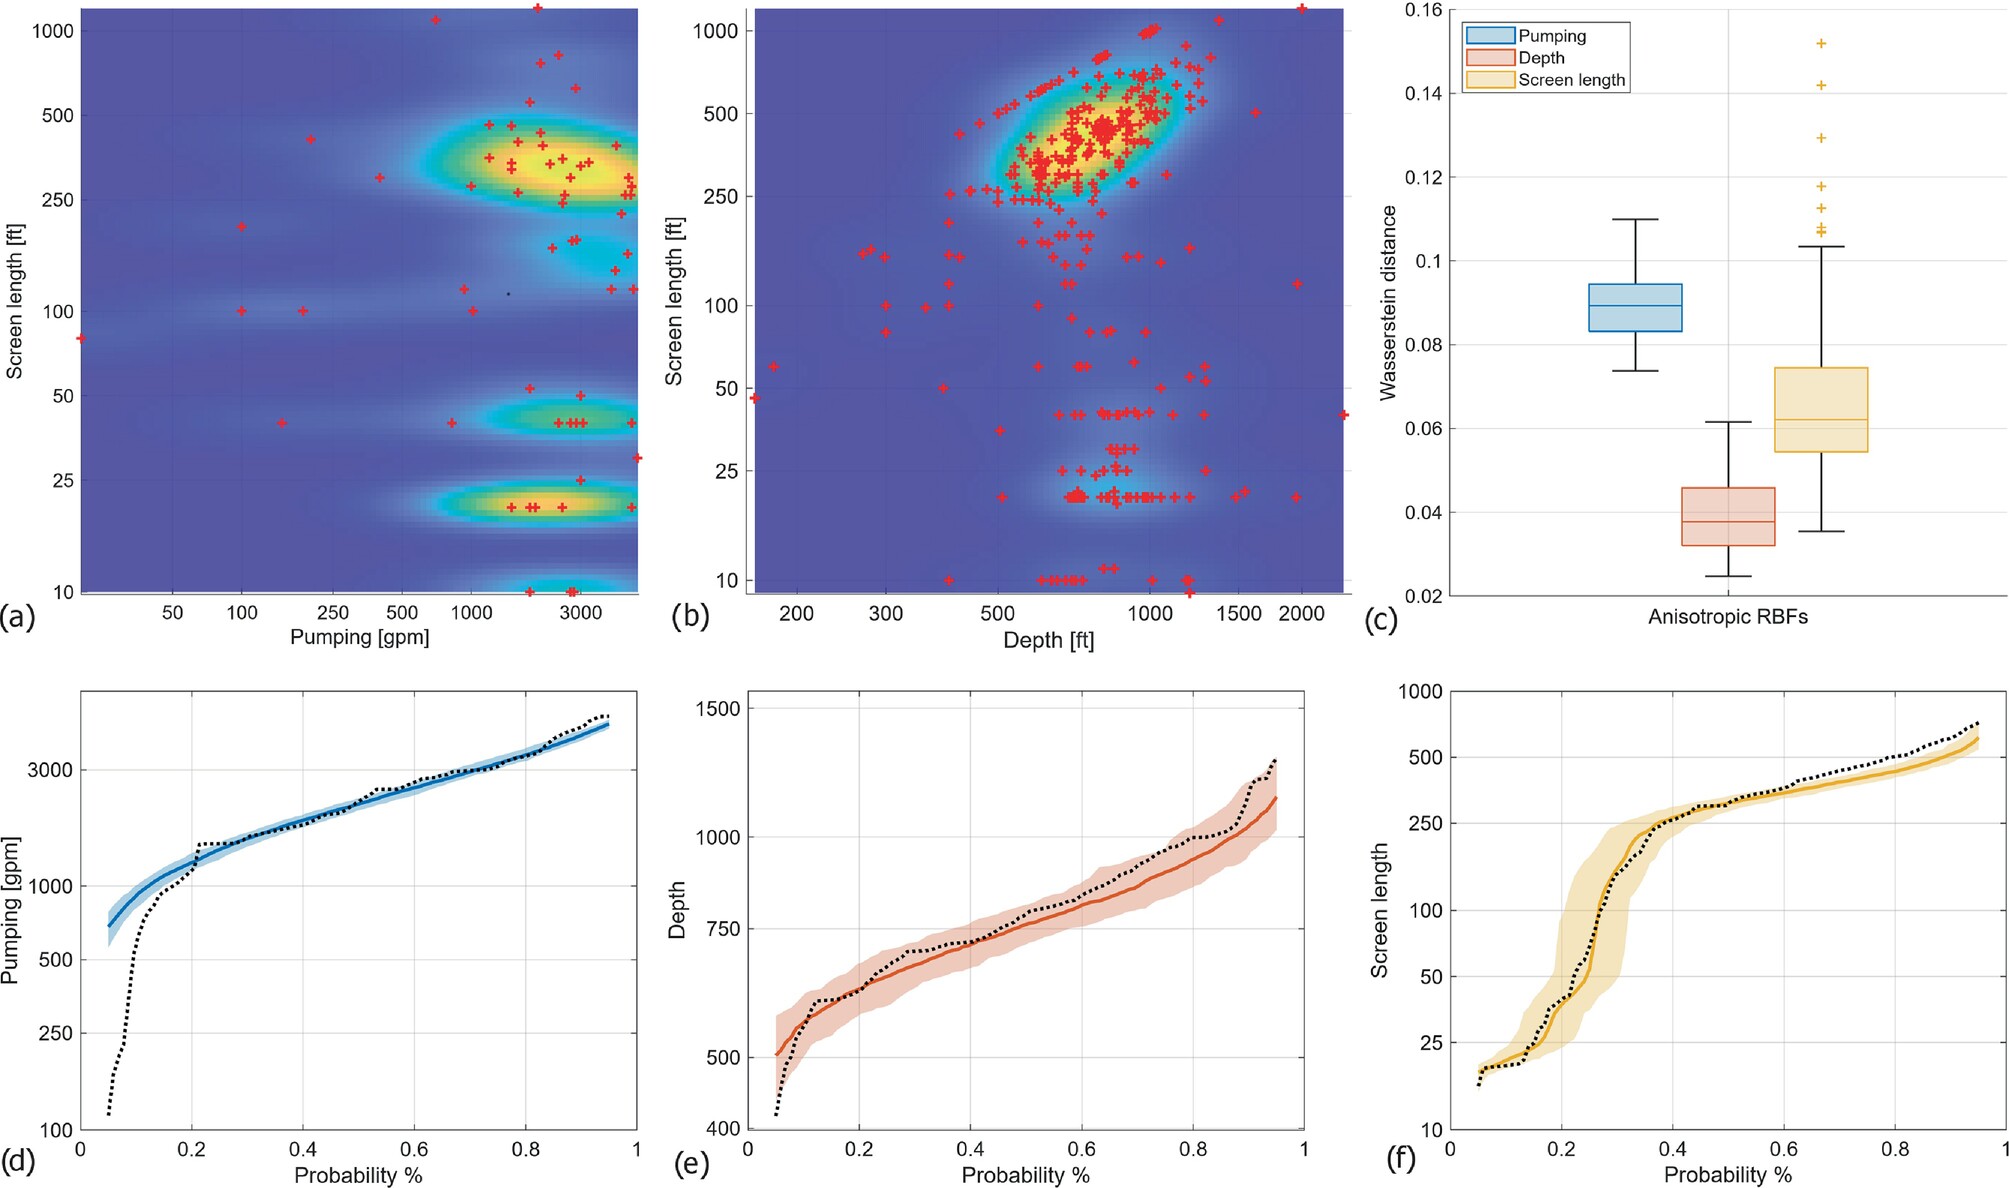 1000
500
250
100
50
25
10
Screen length [ft]
50 100 250 500 1000 3000
Pumping [gpm]
(a)
1000
500
250
100
50
25
10
Screen length [ft]
200 300 500 1000 1500 2000
Depth [ft]
(b)
0.16
0.14
0.12
0.1
0.08
0.06
0.04
0.02
Wasserstein distance
Pumping
Depth
Screen length
Anisotropic RBFs
(c)
3000
1000
500
250
100
Pumping [gpm]
0 0.2 0.4 0.6 0.8 1
Probability %
(d)
1500
1000
750
500
400
Depth
0 0.2 0.4 0.6 0.8 1
Probability %
(e)
1000
500
250
100
50
25
10
Screen length
0 0.2 0.4 0.6 0.8 1
Probability %
(f)